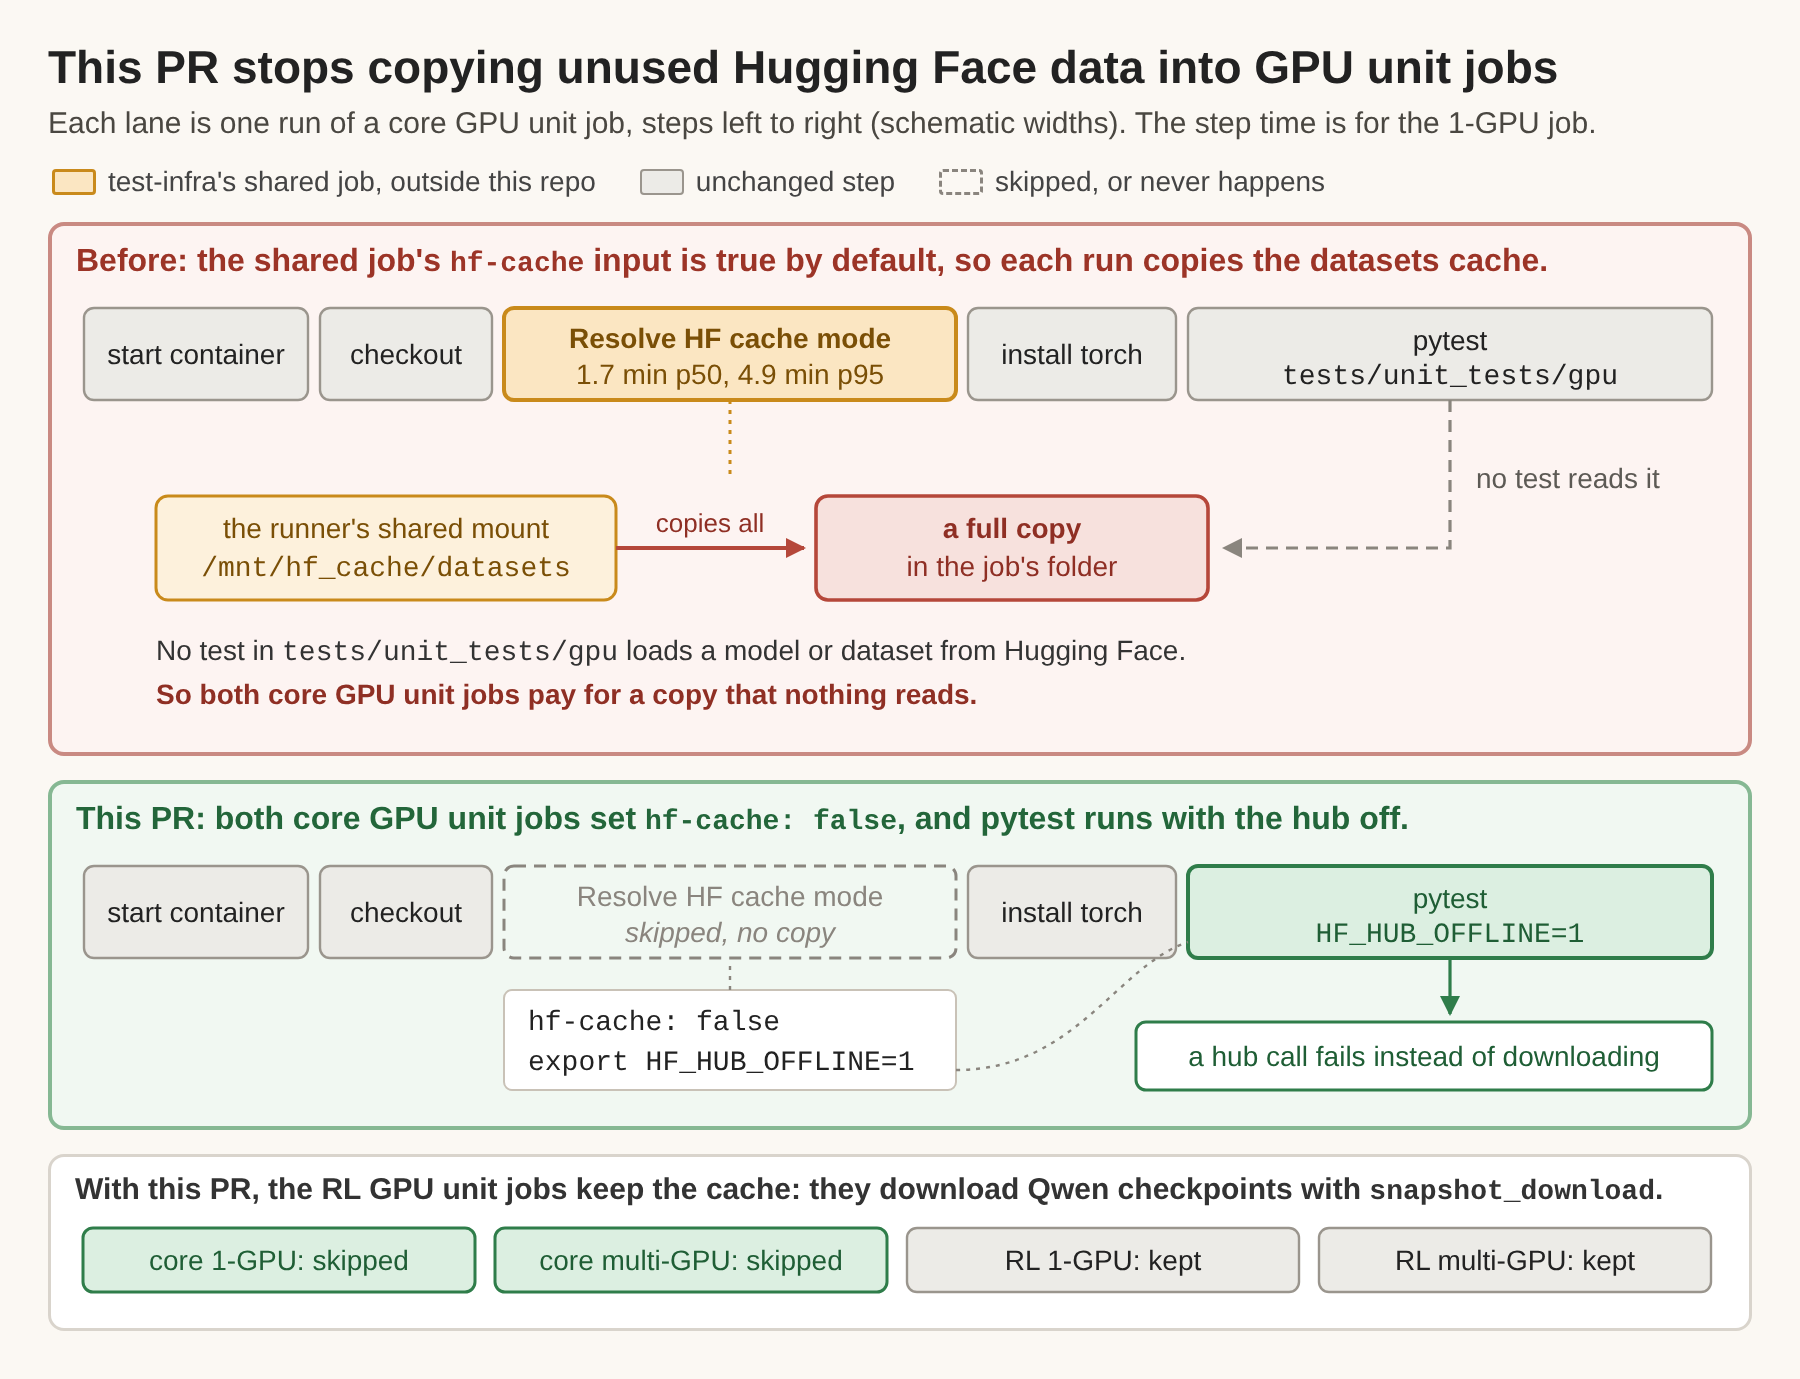 This PR stops copying unused Hugging Face data into GPU unit jobs
Each lane is one run of a core GPU unit job, steps left to right (schematic widths). The step time is for the 1-GPU job.
test-infra's shared job, outside this repo
unchanged step
skipped, or never happens
Before: the shared job's hf-cache input is true by default, so each run copies the datasets cache.
start container
checkout
Resolve HF cache mode
1.7 min p50, 4.9 min p95
install torch
pytest
tests/unit_tests/gpu
no test reads it
the runner's shared mount
/mnt/hf_cache/datasets
copies all
a full copy
in the job's folder
No test in tests/unit_tests/gpu loads a model or dataset from Hugging Face.
So both core GPU unit jobs pay for a copy that nothing reads.
This PR: both core GPU unit jobs set hf-cache: false, and pytest runs with the hub off.
start container
checkout
Resolve HF cache mode
skipped, no copy
install torch
pytest
HF_HUB_OFFLINE=1
hf-cache: false
export HF_HUB_OFFLINE=1
a hub call fails instead of downloading
With this PR, the RL GPU unit jobs keep the cache: they download Qwen checkpoints with snapshot_download.
core 1-GPU: skipped
core multi-GPU: skipped
RL 1-GPU: kept
RL multi-GPU: kept